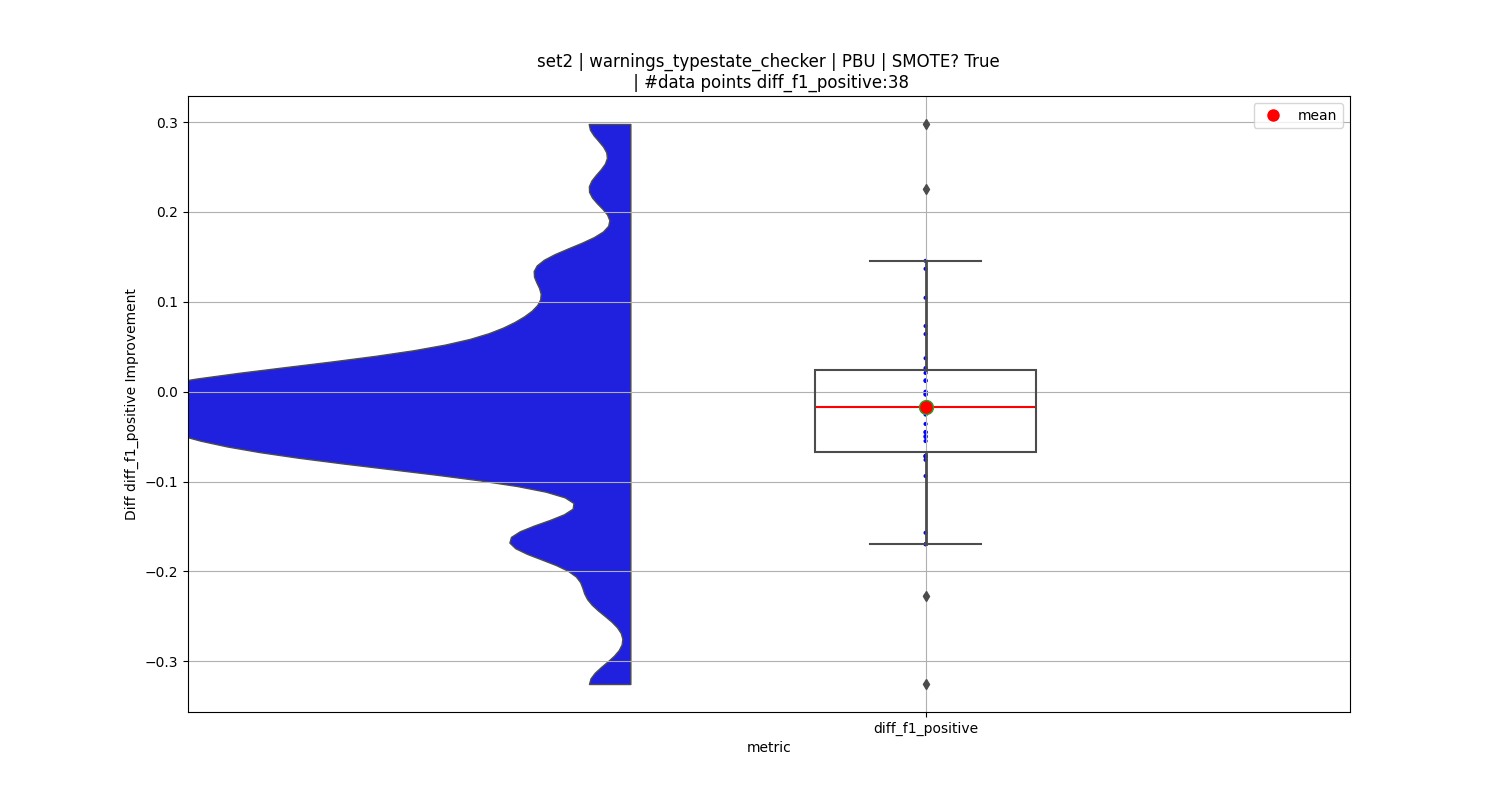 set2 | warnings_typestate_checker | PBU | SMOTE? True
| #data points diff_f1_positive:38
mean
0.3
0.2
0.1
0.0
−0.1
−0.2
−0.3
Diff diff_f1_positive Improvement
diff_f1_positive
metric